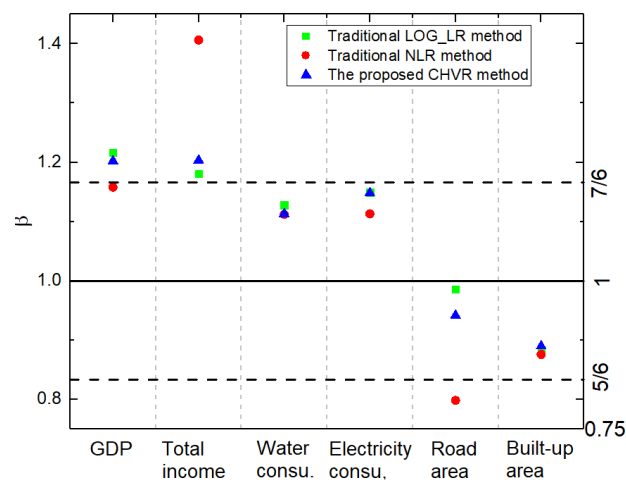 1.4
1.2
1.0
0.8
β
Traditional LOG_LR method
Traditional NLR method
The proposed CHVR method
7/6
1
5/6
0.75
GDP
Total
income
Water
consu.
Electricity
consu,
Road
area
Built-up
area